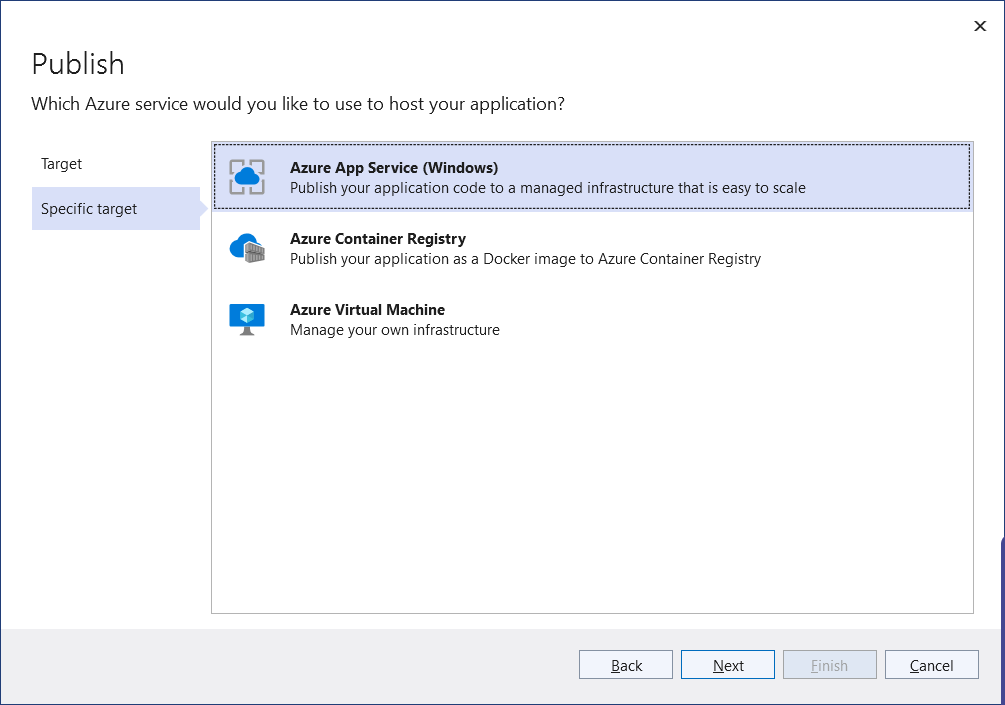 Publish
Which Azure service would you like to use to host your application?
Target
Specific target
Azure App Service (Windows)
Publish your application code to a managed infrastructure that is easy to scale
Azure Container Registry
Publish your application as a Docker image to Azure Container Registry
Azure Virtual Machine
Manage your own infrastructure
Back
Next
Finish
Cancel